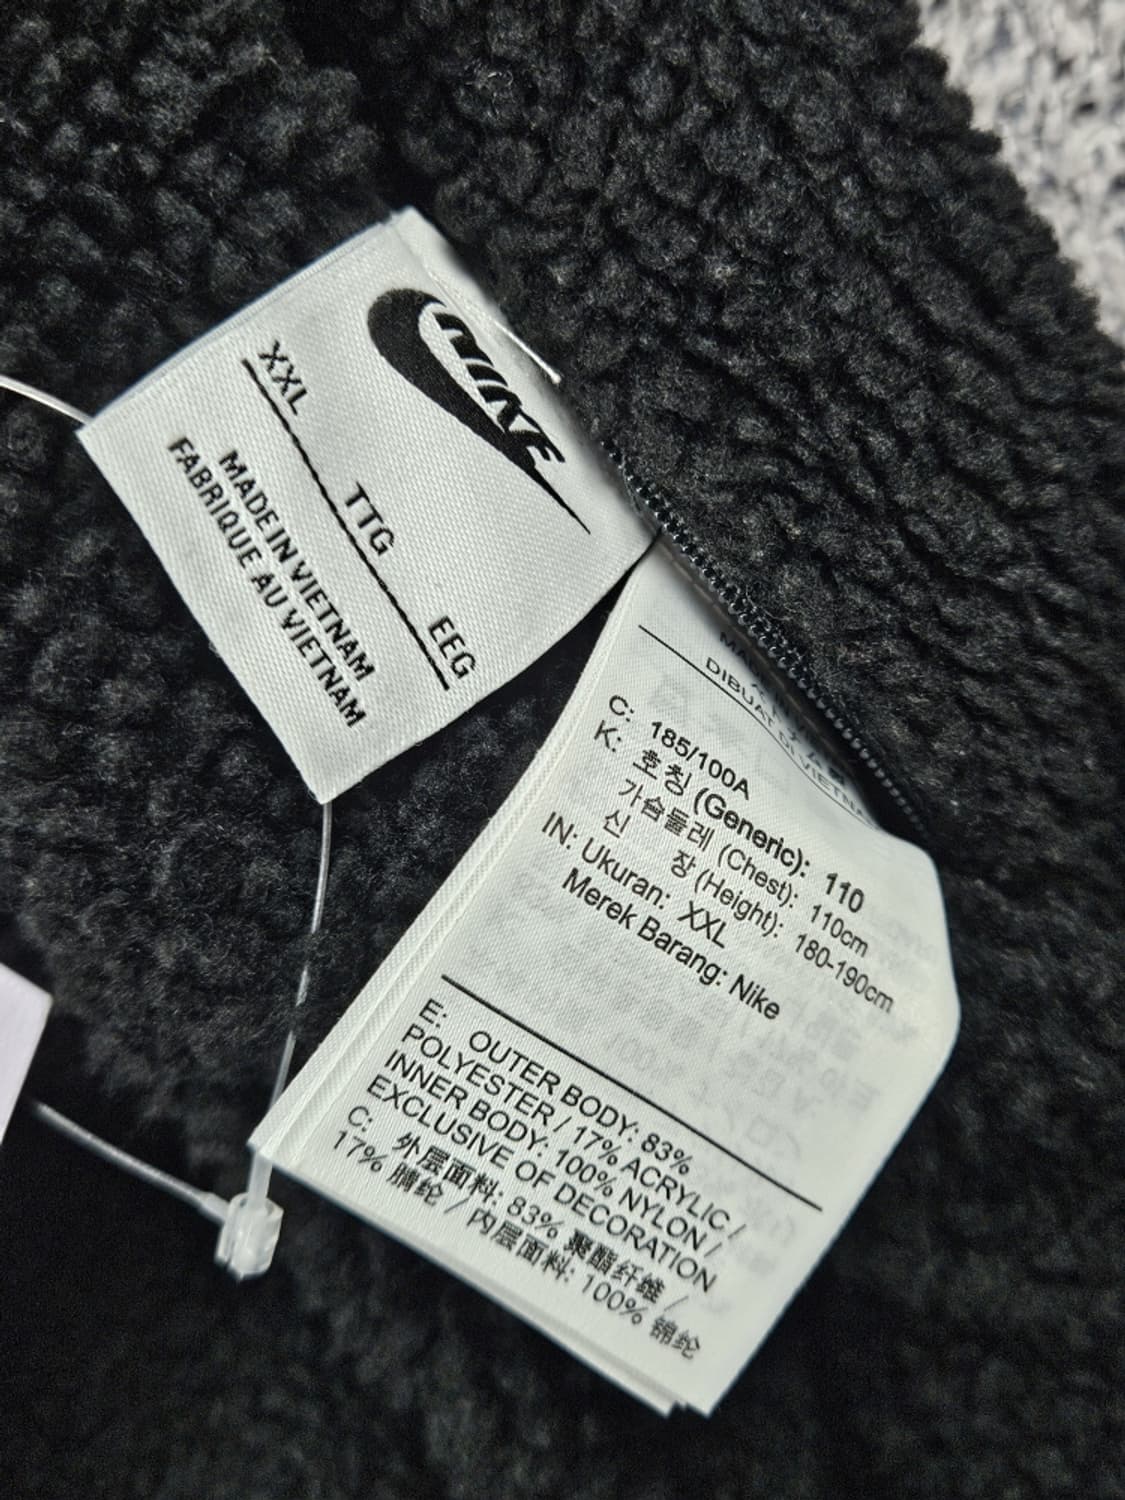 NIKE
XXL TTG EEG
MADE IN VIETNAM
FABRIQUE AU VIETNAM
DIBUAT DI VIETNAM
C: 185/100A
K: 호칭 (Generic): 110
가슴둘레 (Chest): 110cm
신 장 (Height): 180-190cm
IN: Ukuran: XXL
Merek Barang: Nike
E: OUTER BODY: 83%
POLYESTER / 17% ACRYLIC /
INNER BODY: 100% NYLON /
EXCLUSIVE OF DECORATION
C: 外层面料: 83% 聚酯纤维 /
17% 腈纶 / 内层面料: 100% 锦纶